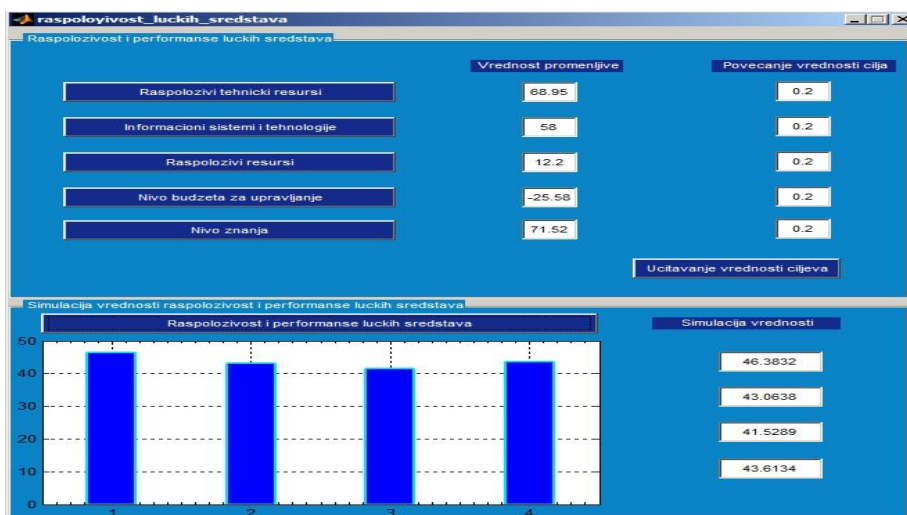 raspoloyivost_luckih_sredstava
Raspolozivost i performanse luckih sredstava
Vrednost promenljive Povecanje vrednosti cilja
Raspolozivi tehnicki resursi 68.95 0.2
Informacioni sistemi i tehnologije 58 0.2
Raspolozivi resursi 12.2 0.2
Nivo budzeta za upravljanje -25.58 0.2
Nivo znanja 71.52 0.2
Ucitavanje vrednosti ciljeva
Simulacija vrednosti raspolozivost i performanse luckih sredstava
Raspolozivost i performanse luckih sredstava Simulacija vrednosti
50
40
30
20
10
0
1 2 3 4
46.3832
43.0638
41.5289
43.6134